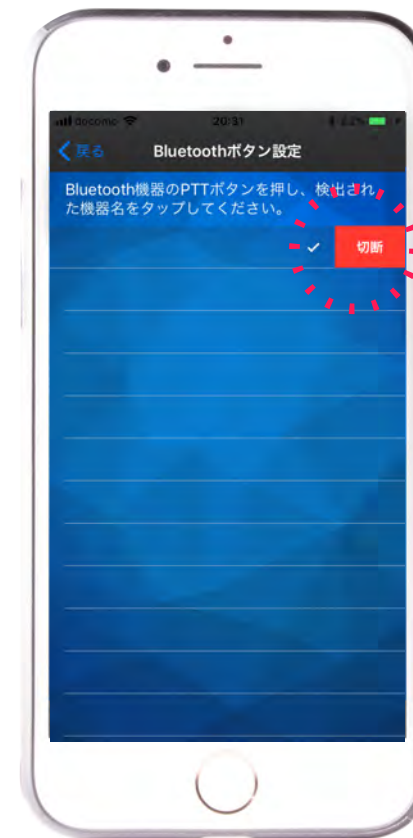 docomo 20:31
戻る Bluetoothボタン設定
Bluetooth機器のPTTボタンを押し、検出され
た機器名をタップしてください。
切断